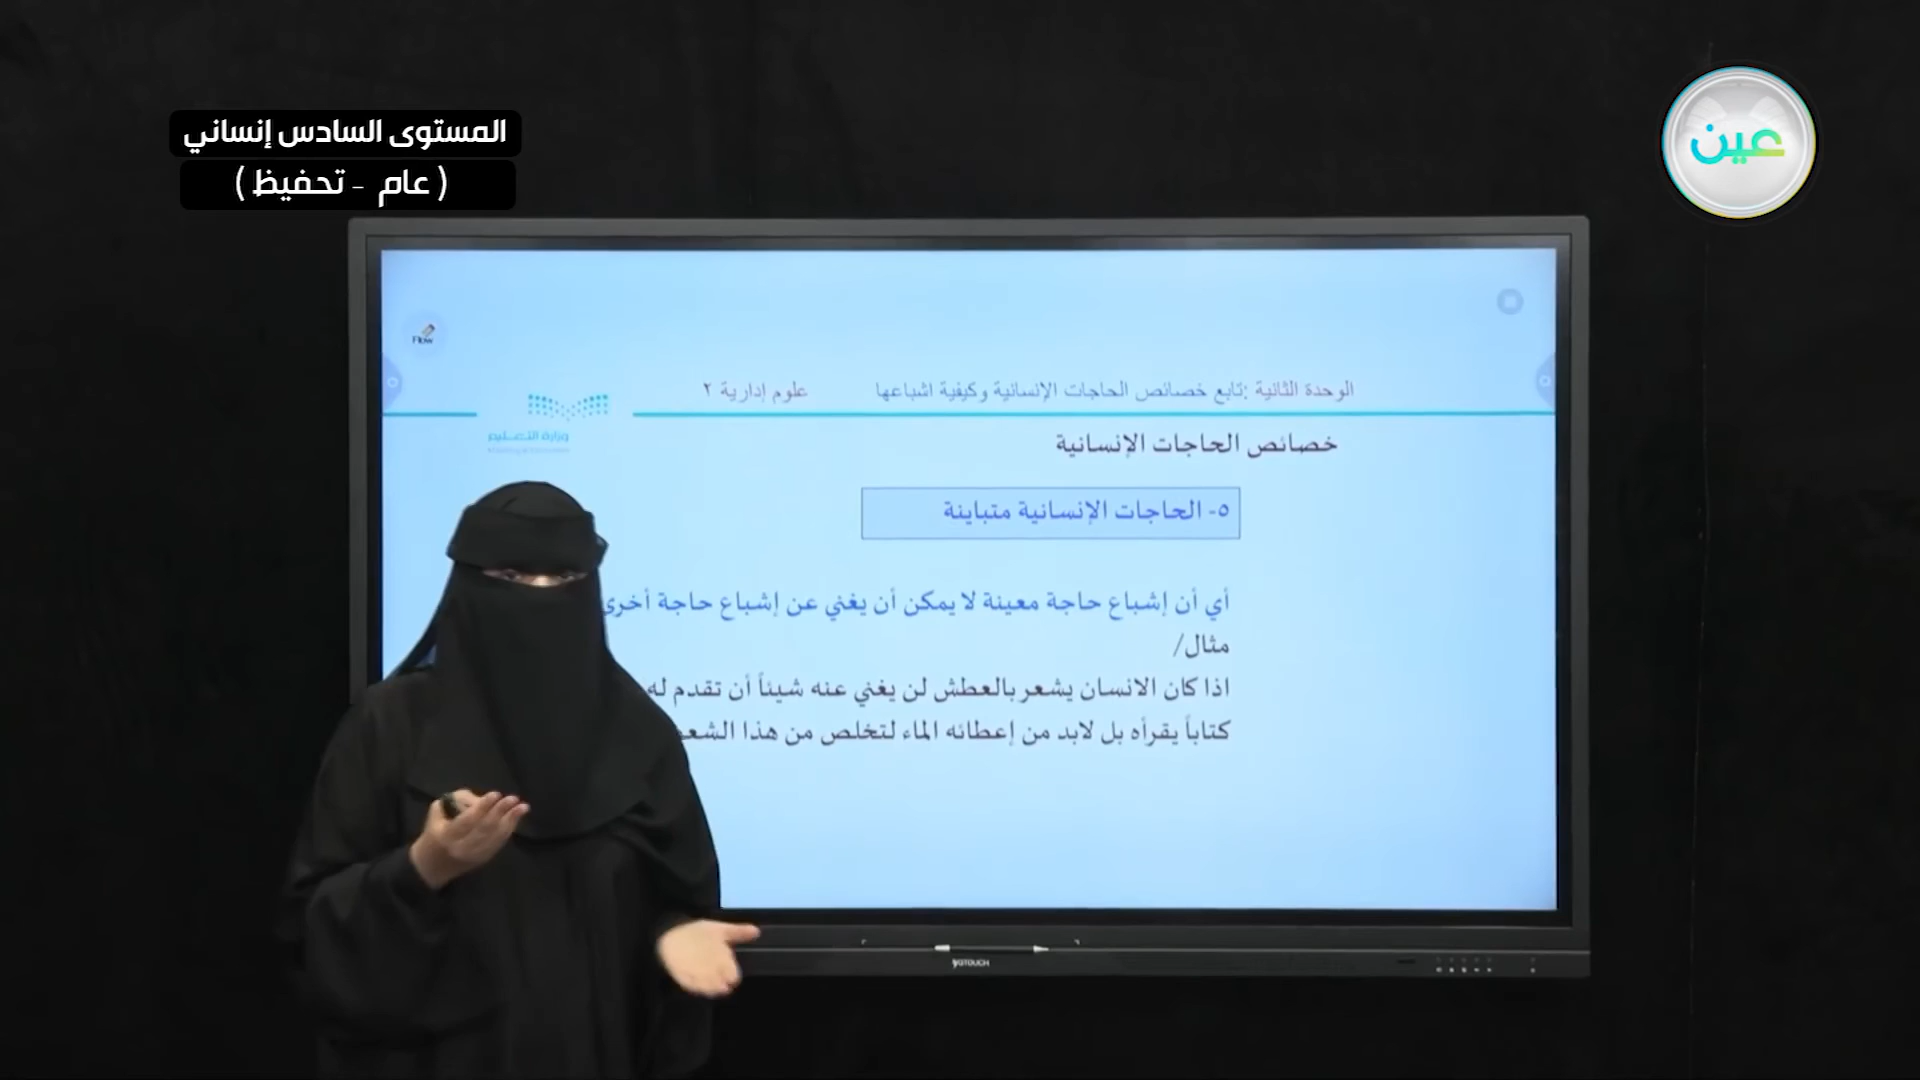 المستوى السادس إنساني
( عام - تحفيظ )
عين
Flow
الوحدة الثانية :تابع خصائص الحاجات الإنسانية وكيفية اشباعها
علوم إدارية ٢
وزارة التعليم
خصائص الحاجات الإنسانية
٥- الحاجات الإنسانية متباينة
أي أن إشباع حاجة معينة لا يمكن أن يغني عن إشباع حاجة أخرى
مثال/
اذا كان الانسان يشعر بالعطش لن يغني عنه شيئاً أن تقدم له
كتاباً يقرأه بل لابد من إعطائه الماء لتخلص من هذا